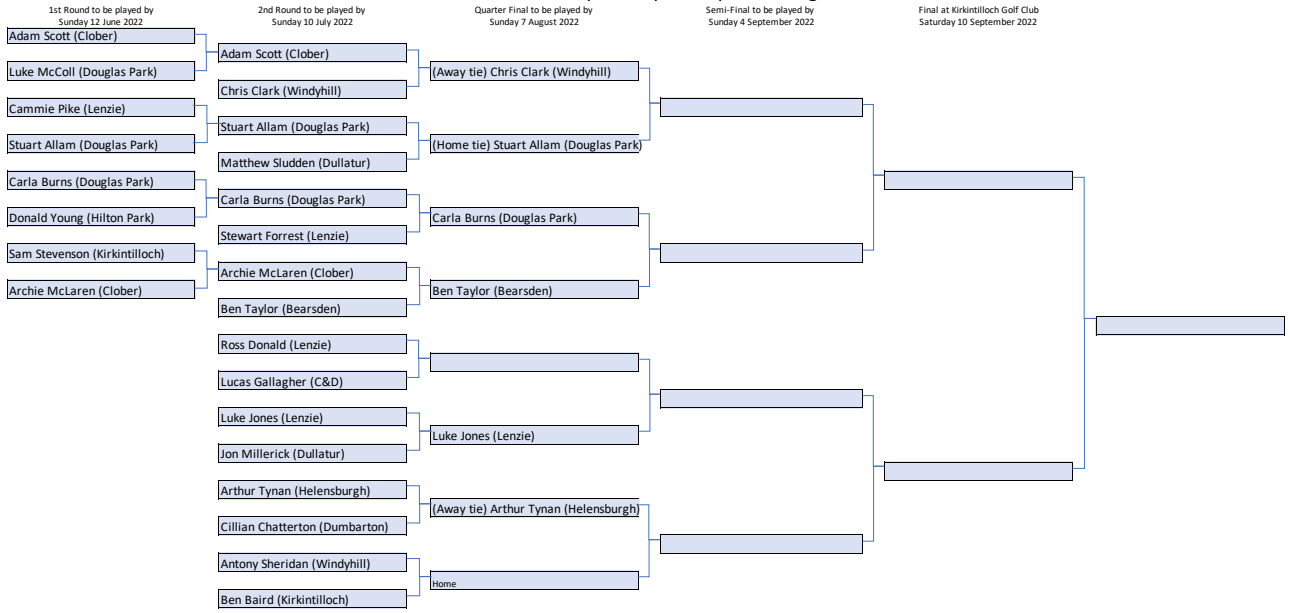 1st Round to be played by
Sunday 12 June 2022
2nd Round to be played by
Sunday 10 July 2022
Quarter Final to be played by
Sunday 7 August 2022
Semi-Final to be played by
Sunday 4 September 2022
Final at Kirkintilloch Golf Club
Saturday 10 September 2022
Adam Scott (Clober)
Luke McColl (Douglas Park)
Cammie Pike (Lenzie)
Stuart Allam (Douglas Park)
Carla Burns (Douglas Park)
Donald Young (Hilton Park)
Sam Stevenson (Kirkintilloch)
Archie McLaren (Clober)
Adam Scott (Clober)
Chris Clark (Windyhill)
Stuart Allam (Douglas Park)
Matthew Sludden (Dullatur)
Carla Burns (Douglas Park)
Stewart Forrest (Lenzie)
Archie McLaren (Clober)
Ben Taylor (Bearsden)
Ross Donald (Lenzie)
Lucas Gallagher (C&D)
Luke Jones (Lenzie)
Jon Millerick (Dullatur)
Arthur Tynan (Helensburgh)
Cillian Chatterton (Dumbarton)
Antony Sheridan (Windyhill)
Ben Baird (Kirkintilloch)
(Away tie) Chris Clark (Windyhill)
(Home tie) Stuart Allam (Douglas Park)
Carla Burns (Douglas Park)
Ben Taylor (Bearsden)
Luke Jones (Lenzie)
(Away tie) Arthur Tynan (Helensburgh)
Home